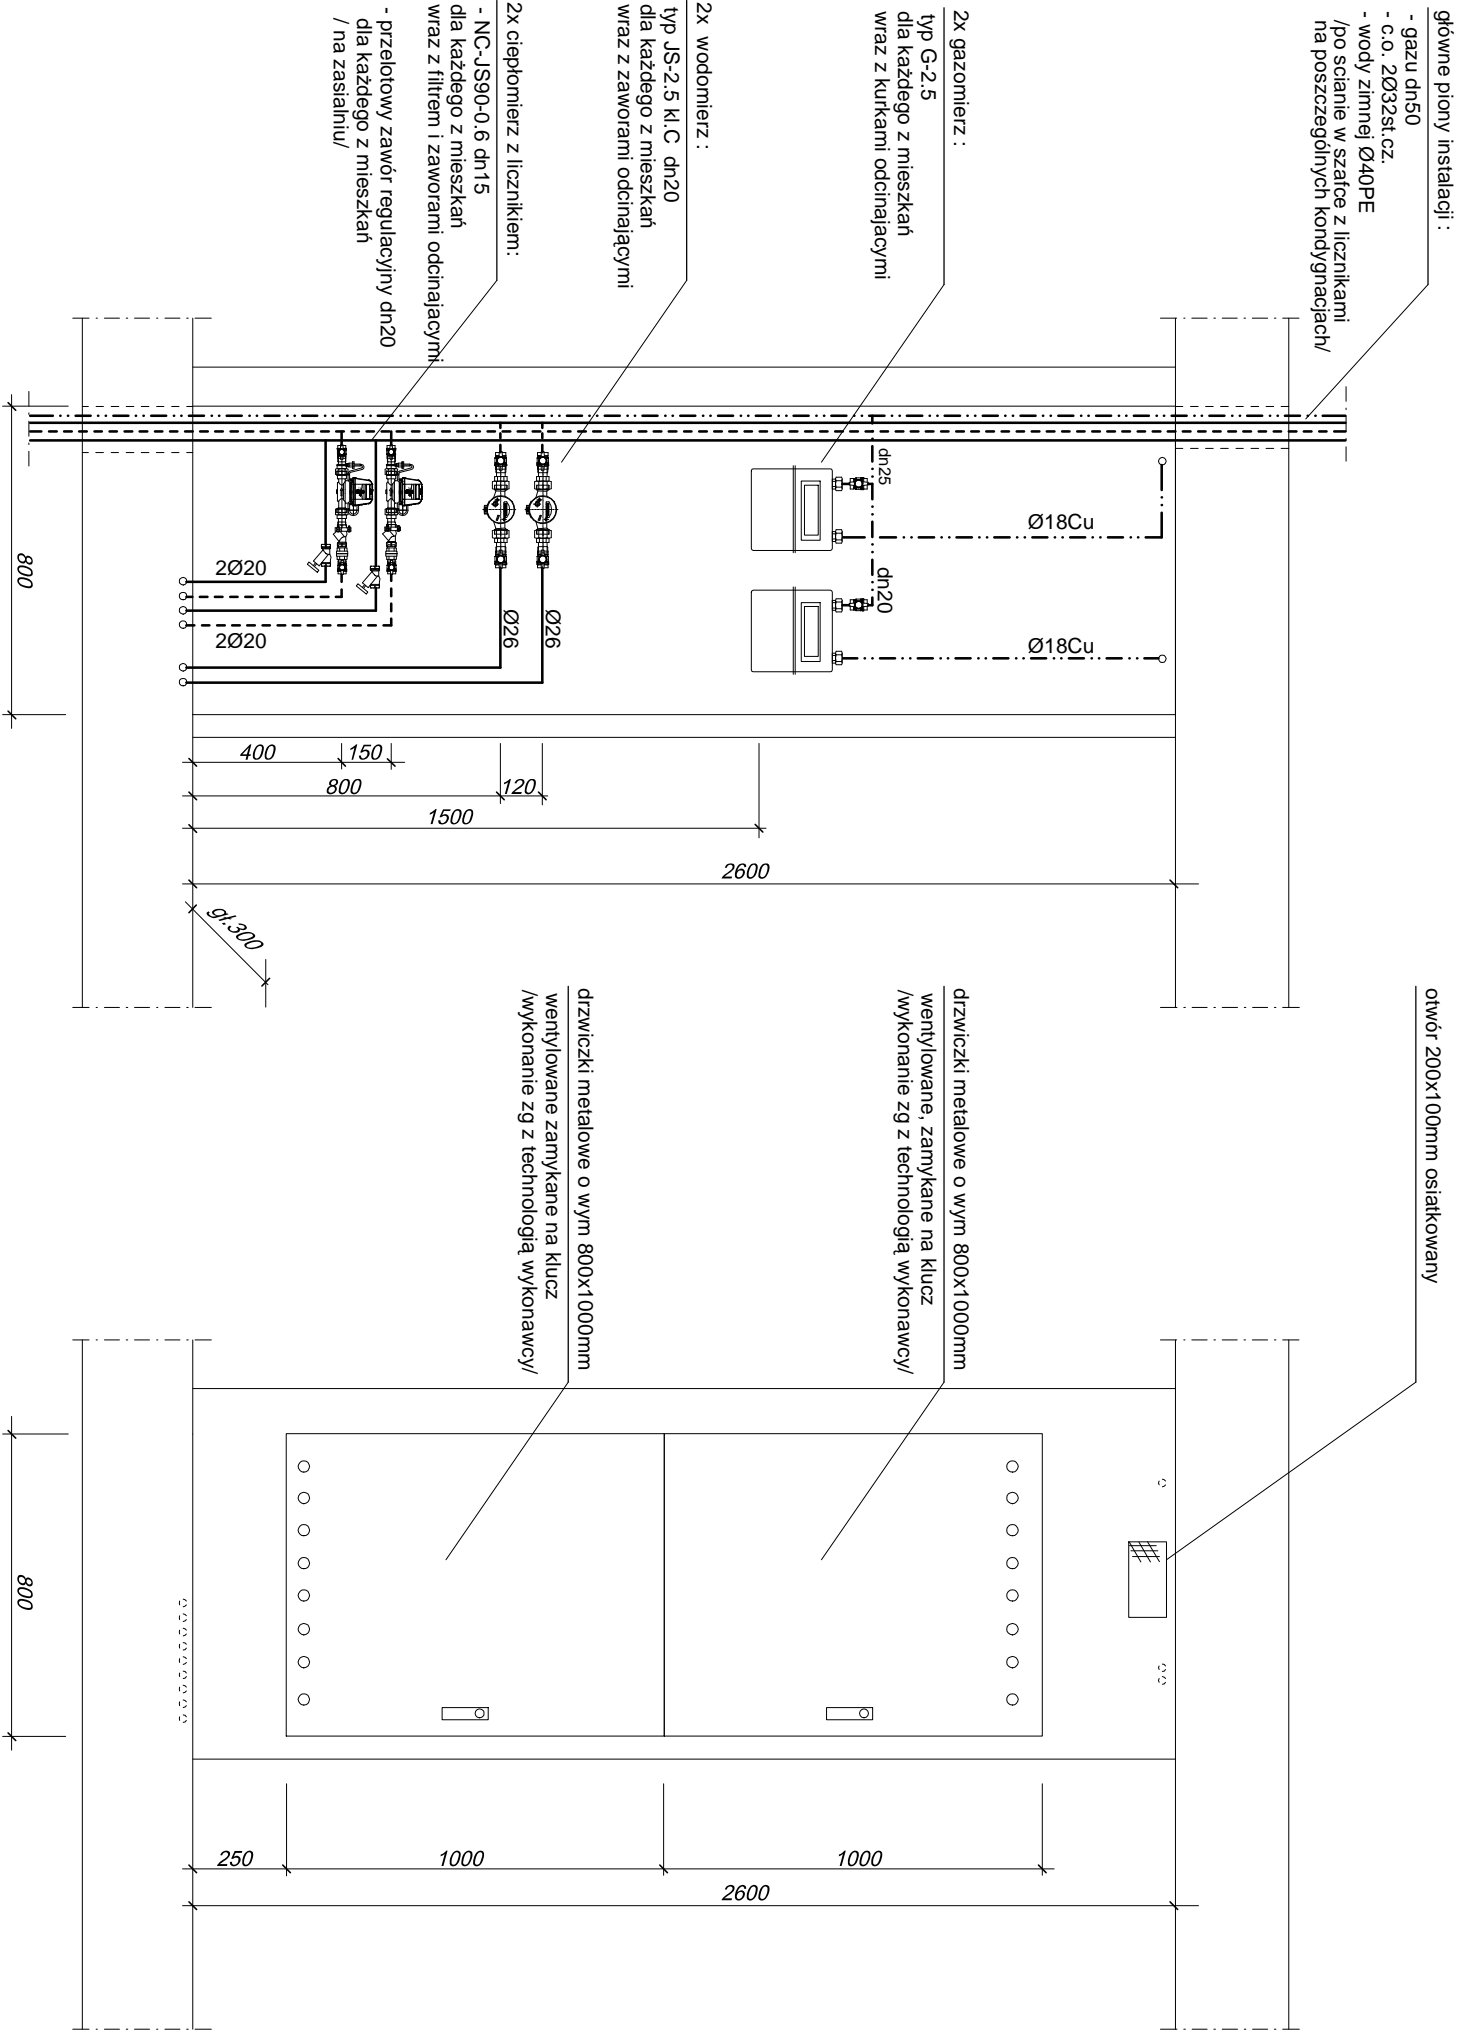 główne piony instalacji :
- gazu dn50
- c.o. 2Ø32st.cz.
- wody zimnej Ø40PE
/po scianie w szafce z licznikami
na poszczególnych kondygnacjach/
2x gazomierz :
typ G-2.5
dla każdego z mieszkań
wraz z kurkami odcinajacymi
2x wodomierz :
typ JS-2.5 kl.C dn20
dla każdego z mieszkań
wraz z zaworami odcinającymi
2x ciepłomierz z licznikiem:
- NC-JS90-0.6 dn15
dla każdego z mieszkań
wraz z filtrem i zaworami odcinajacymi
- przelotowy zawór regulacyjny dn20
dla każdego z mieszkań
/ na zasialniu/
dn25
dn20
Ø18Cu
Ø18Cu
Ø26
Ø26
2Ø20
2Ø20
800
400
150
800
120
1500
2600
gł.300
otwór 200x100mm osiatkowany
drzwiczki metalowe o wym 800x1000mm
wentylowane, zamykane na klucz
/wykonanie zg z technologią wykonawcy/
drzwiczki metalowe o wym 800x1000mm
wentylowane zamykane na klucz
/wykonanie zg z technologią wykonawcy/
800
250
1000
1000
2600